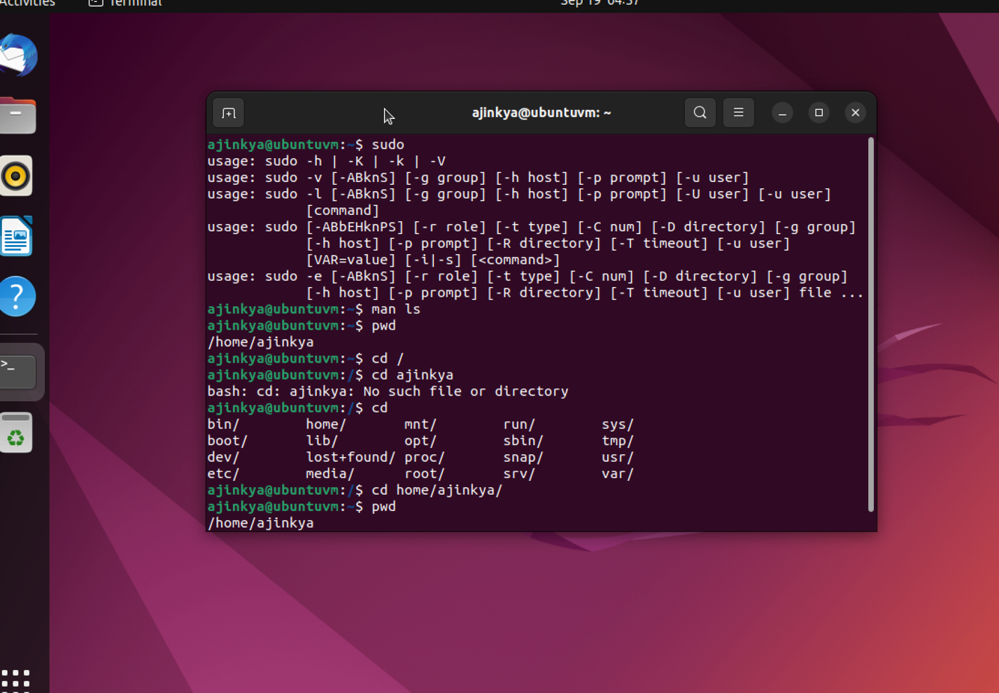 Activities Terminal Sep 19 04:37
ajinkya@ubuntuvm: ~
ajinkya@ubuntuvm:~$ sudo
usage: sudo -h | -K | -k | -V
usage: sudo -v [-ABknS] [-g group] [-h host] [-p prompt] [-u user]
usage: sudo -l [-ABknS] [-g group] [-h host] [-p prompt] [-U user] [-u user]
[command]
usage: sudo [-ABbEHknPS] [-r role] [-t type] [-C num] [-D directory] [-g group]
[-h host] [-p prompt] [-R directory] [-T timeout] [-u user]
[VAR=value] [-i|-s] [<command>]
usage: sudo -e [-ABknS] [-r role] [-t type] [-C num] [-D directory] [-g group]
[-h host] [-p prompt] [-R directory] [-T timeout] [-u user] file ...
ajinkya@ubuntuvm:~$ man ls
ajinkya@ubuntuvm:~$ pwd
/home/ajinkya
ajinkya@ubuntuvm:~$ cd /
ajinkya@ubuntuvm:/$ cd ajinkya
bash: cd: ajinkya: No such file or directory
ajinkya@ubuntuvm:/$ cd
bin/ home/ mnt/ run/ sys/
boot/ lib/ opt/ sbin/ tmp/
dev/ lost+found/ proc/ snap/ usr/
etc/ media/ root/ srv/ var/
ajinkya@ubuntuvm:/$ cd home/ajinkya/
ajinkya@ubuntuvm:~$ pwd
/home/ajinkya